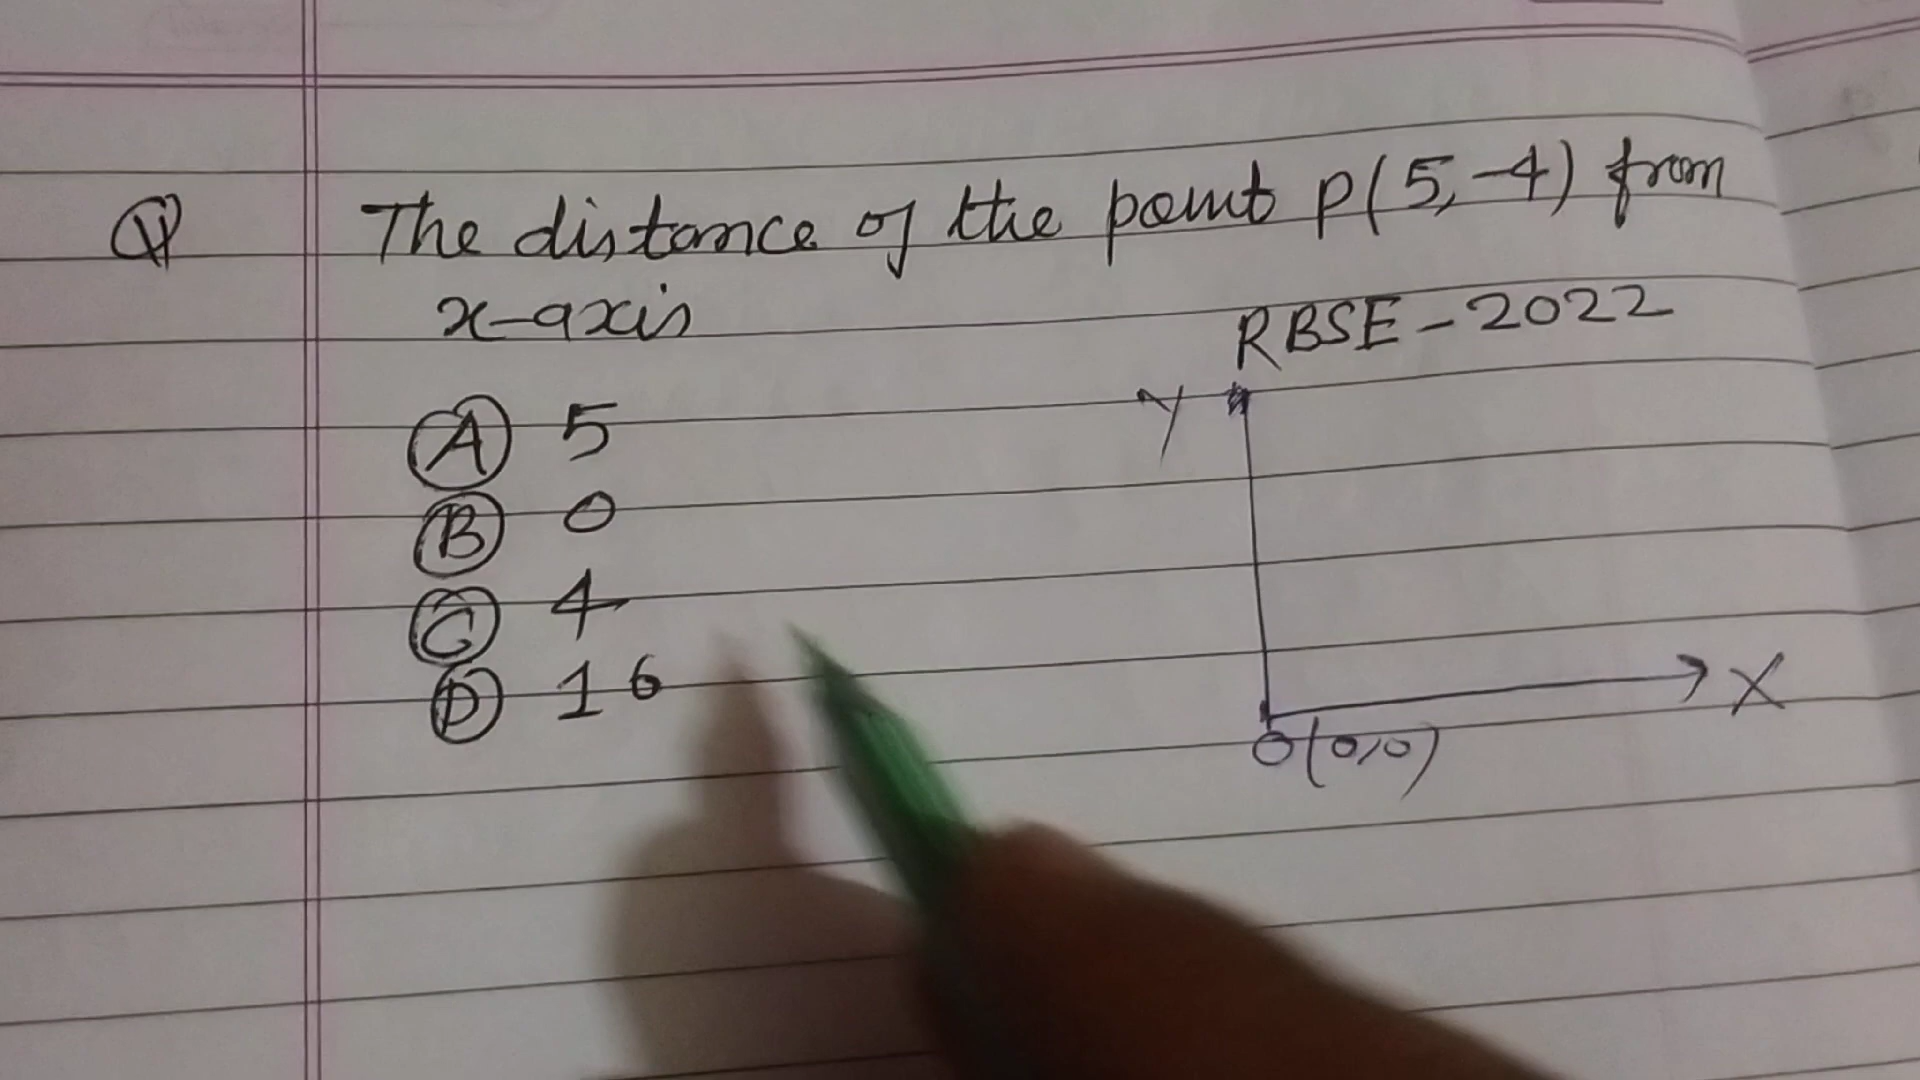 Q The distance of the point P(5,-4) from
x-axis
RBSE-2022
A 5
B 0
C 4
D 16
Y
X
O(0,0)